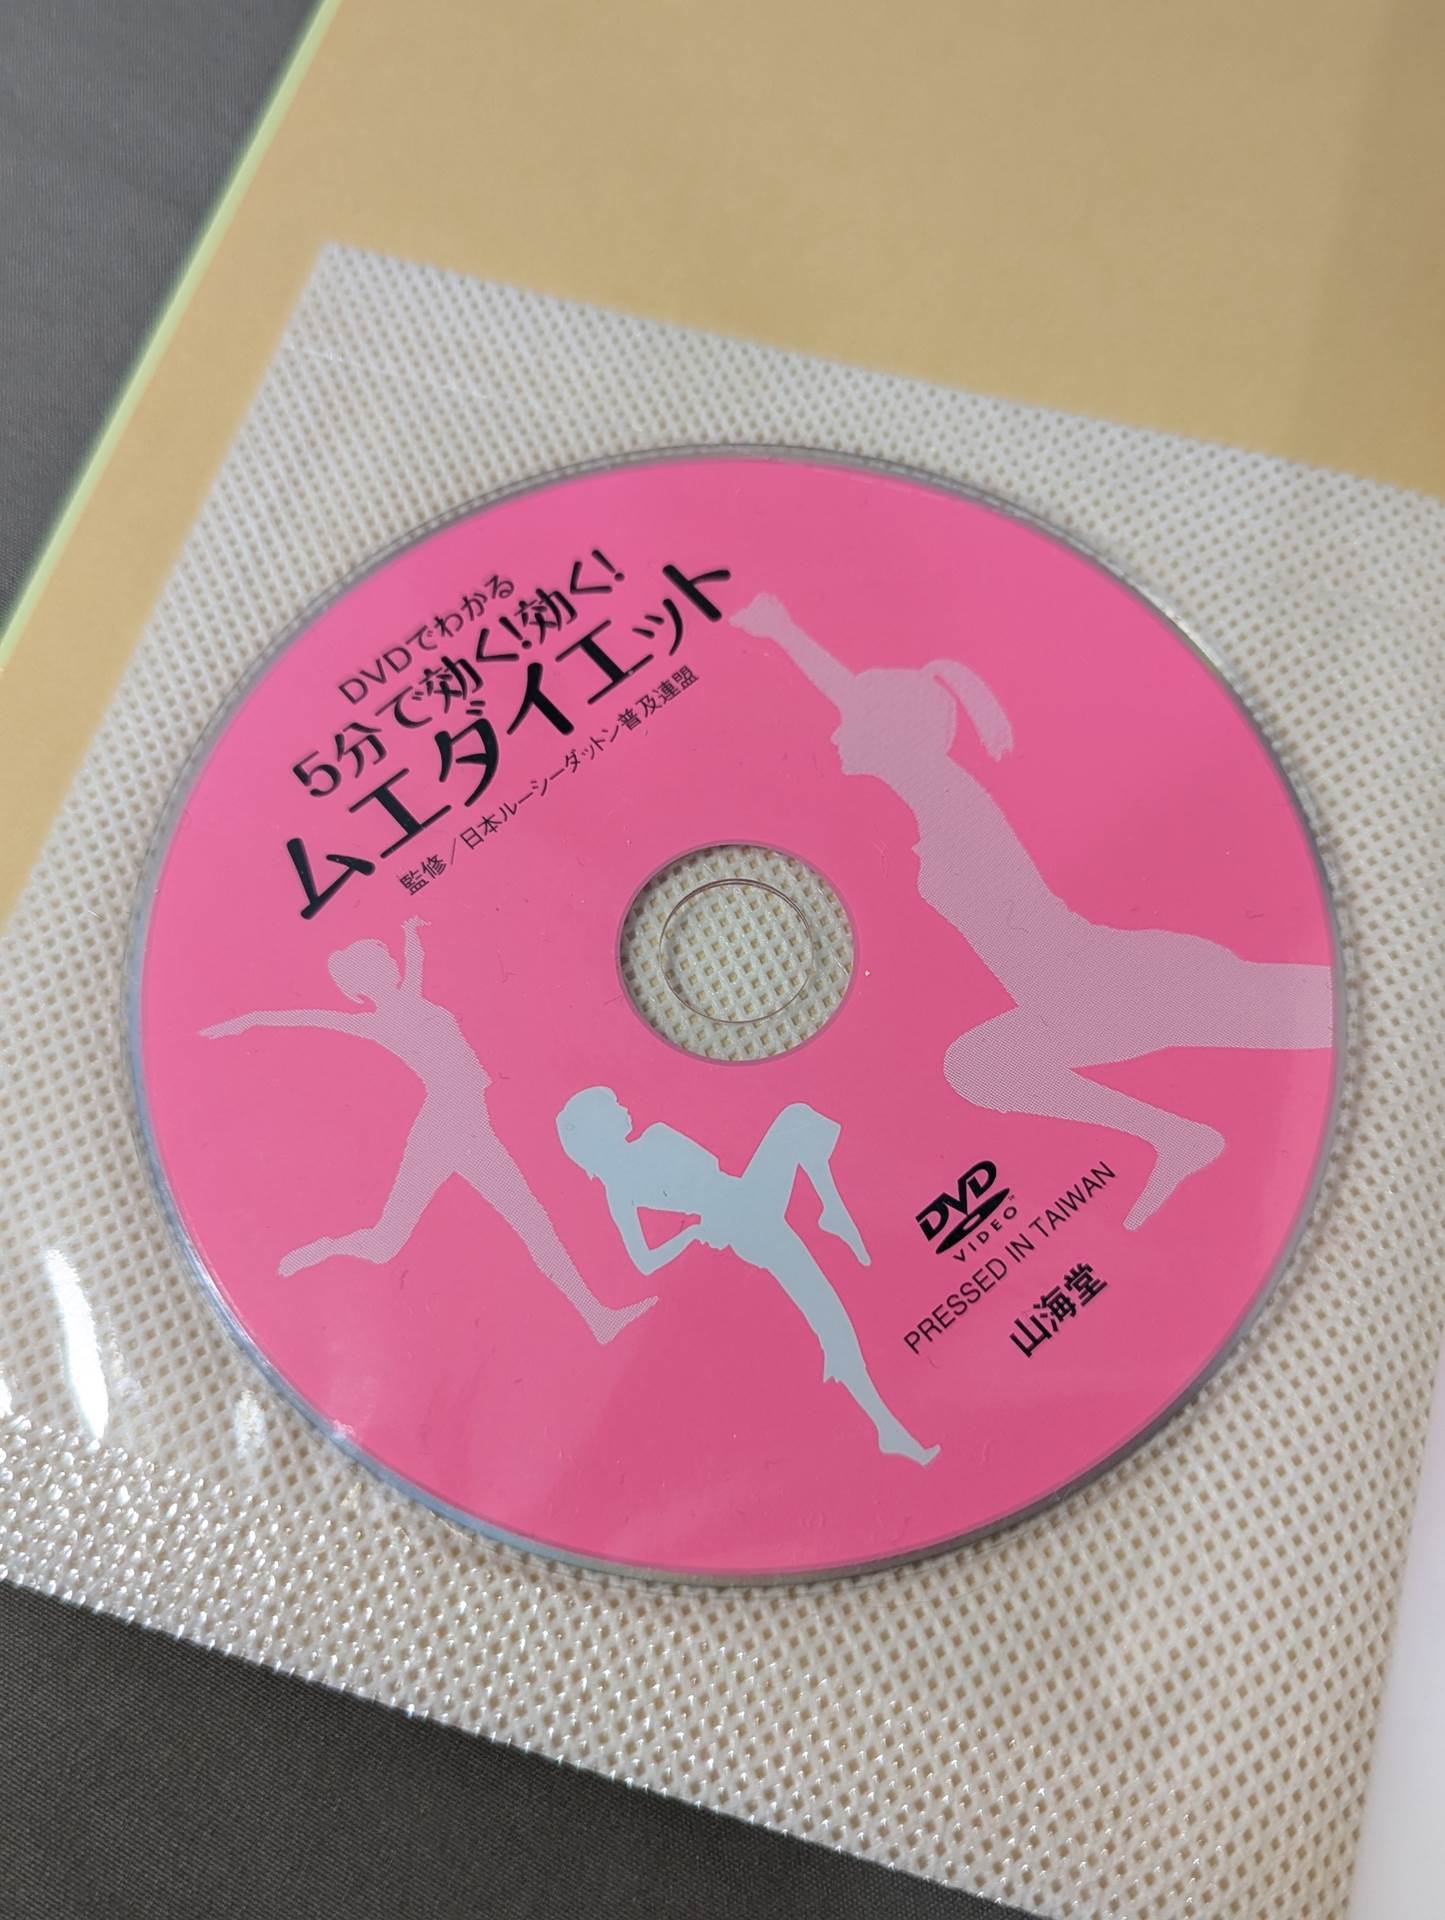 DVDでわかる
5分で効く!効く!
ムエダイエット
監修／日本ルーシーダットン普及連盟
DVD
VIDEO
PRESSED IN TAIWAN
山海堂